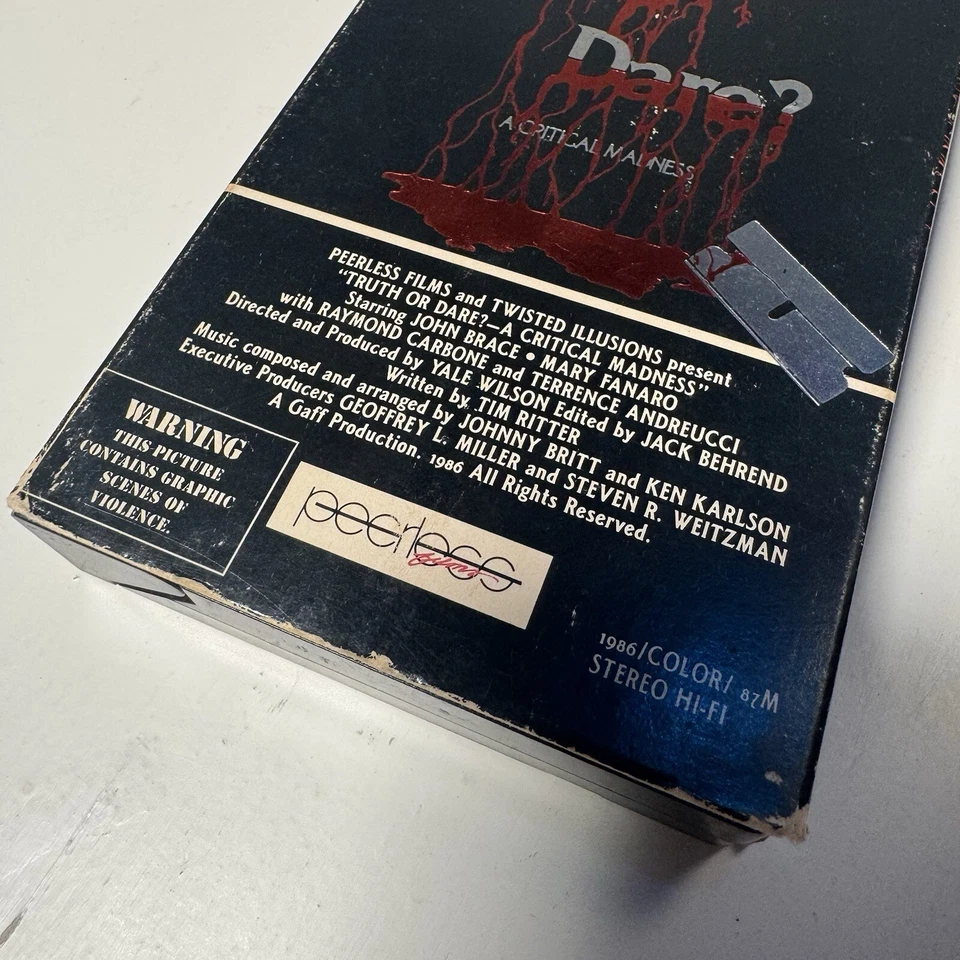 Dare?
A CRITICAL MADNESS
PEERLESS FILMS and TWISTED ILLUSIONS present
“TRUTH OR DARE?—A CRITICAL MADNESS”
Starring JOHN BRACE • MARY FANARO
with RAYMOND CARBONE and TERRENCE ANDREUCCI
Directed and Produced by YALE WILSON Edited by JACK BEHREND
Written by TIM RITTER
Music composed and arranged by JOHNNY BRITT and KEN KARLSON
Executive Producers GEOFFREY L. MILLER and STEVEN R. WEITZMAN
A Gaff Production. 1986 All Rights Reserved.
WARNING
THIS PICTURE
CONTAINS GRAPHIC
SCENES OF
VIOLENCE.
peerless
films
1986/COLOR/ 87M
STEREO HI-FI